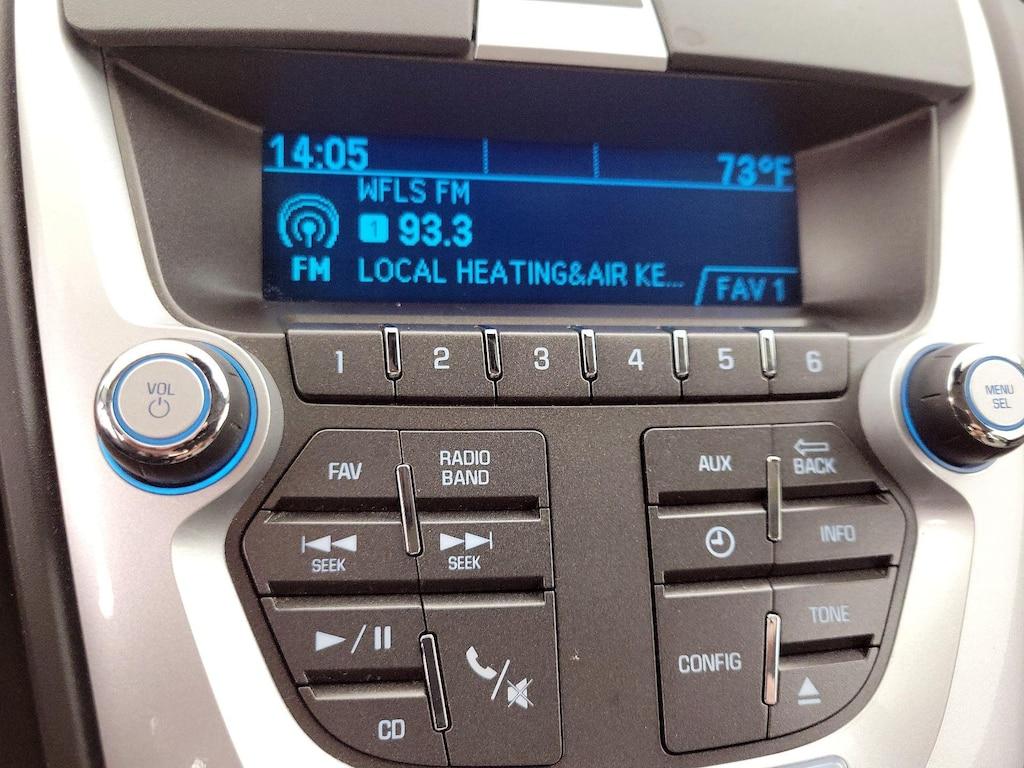 14:05
73°F
WFLS FM
1 93.3
FM
LOCAL HEATING&AIR KE...
FAV 1
1 2 3 4 5 6
VOL
MENU
SEL
FAV
RADIO
BAND
AUX
BACK
SEEK
SEEK
INFO
TONE
CONFIG
CD